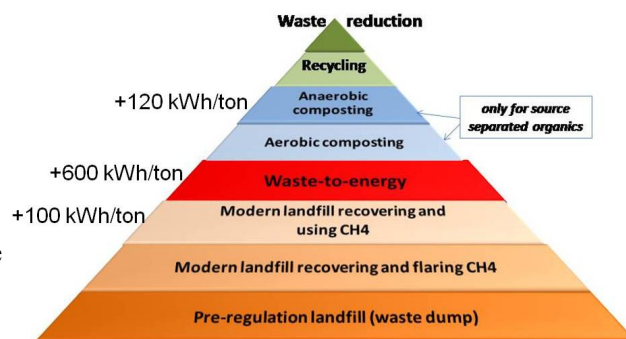 Waste reduction
Recycling
+120 kWh/ton
Anaerobic
composting
only for source
separated organics
Aerobic composting
+600 kWh/ton
Waste-to-energy
+100 kWh/ton
Modern landfill recovering and
using CH4
Modern landfill recovering and flaring CH4
Pre-regulation landfill (waste dump)